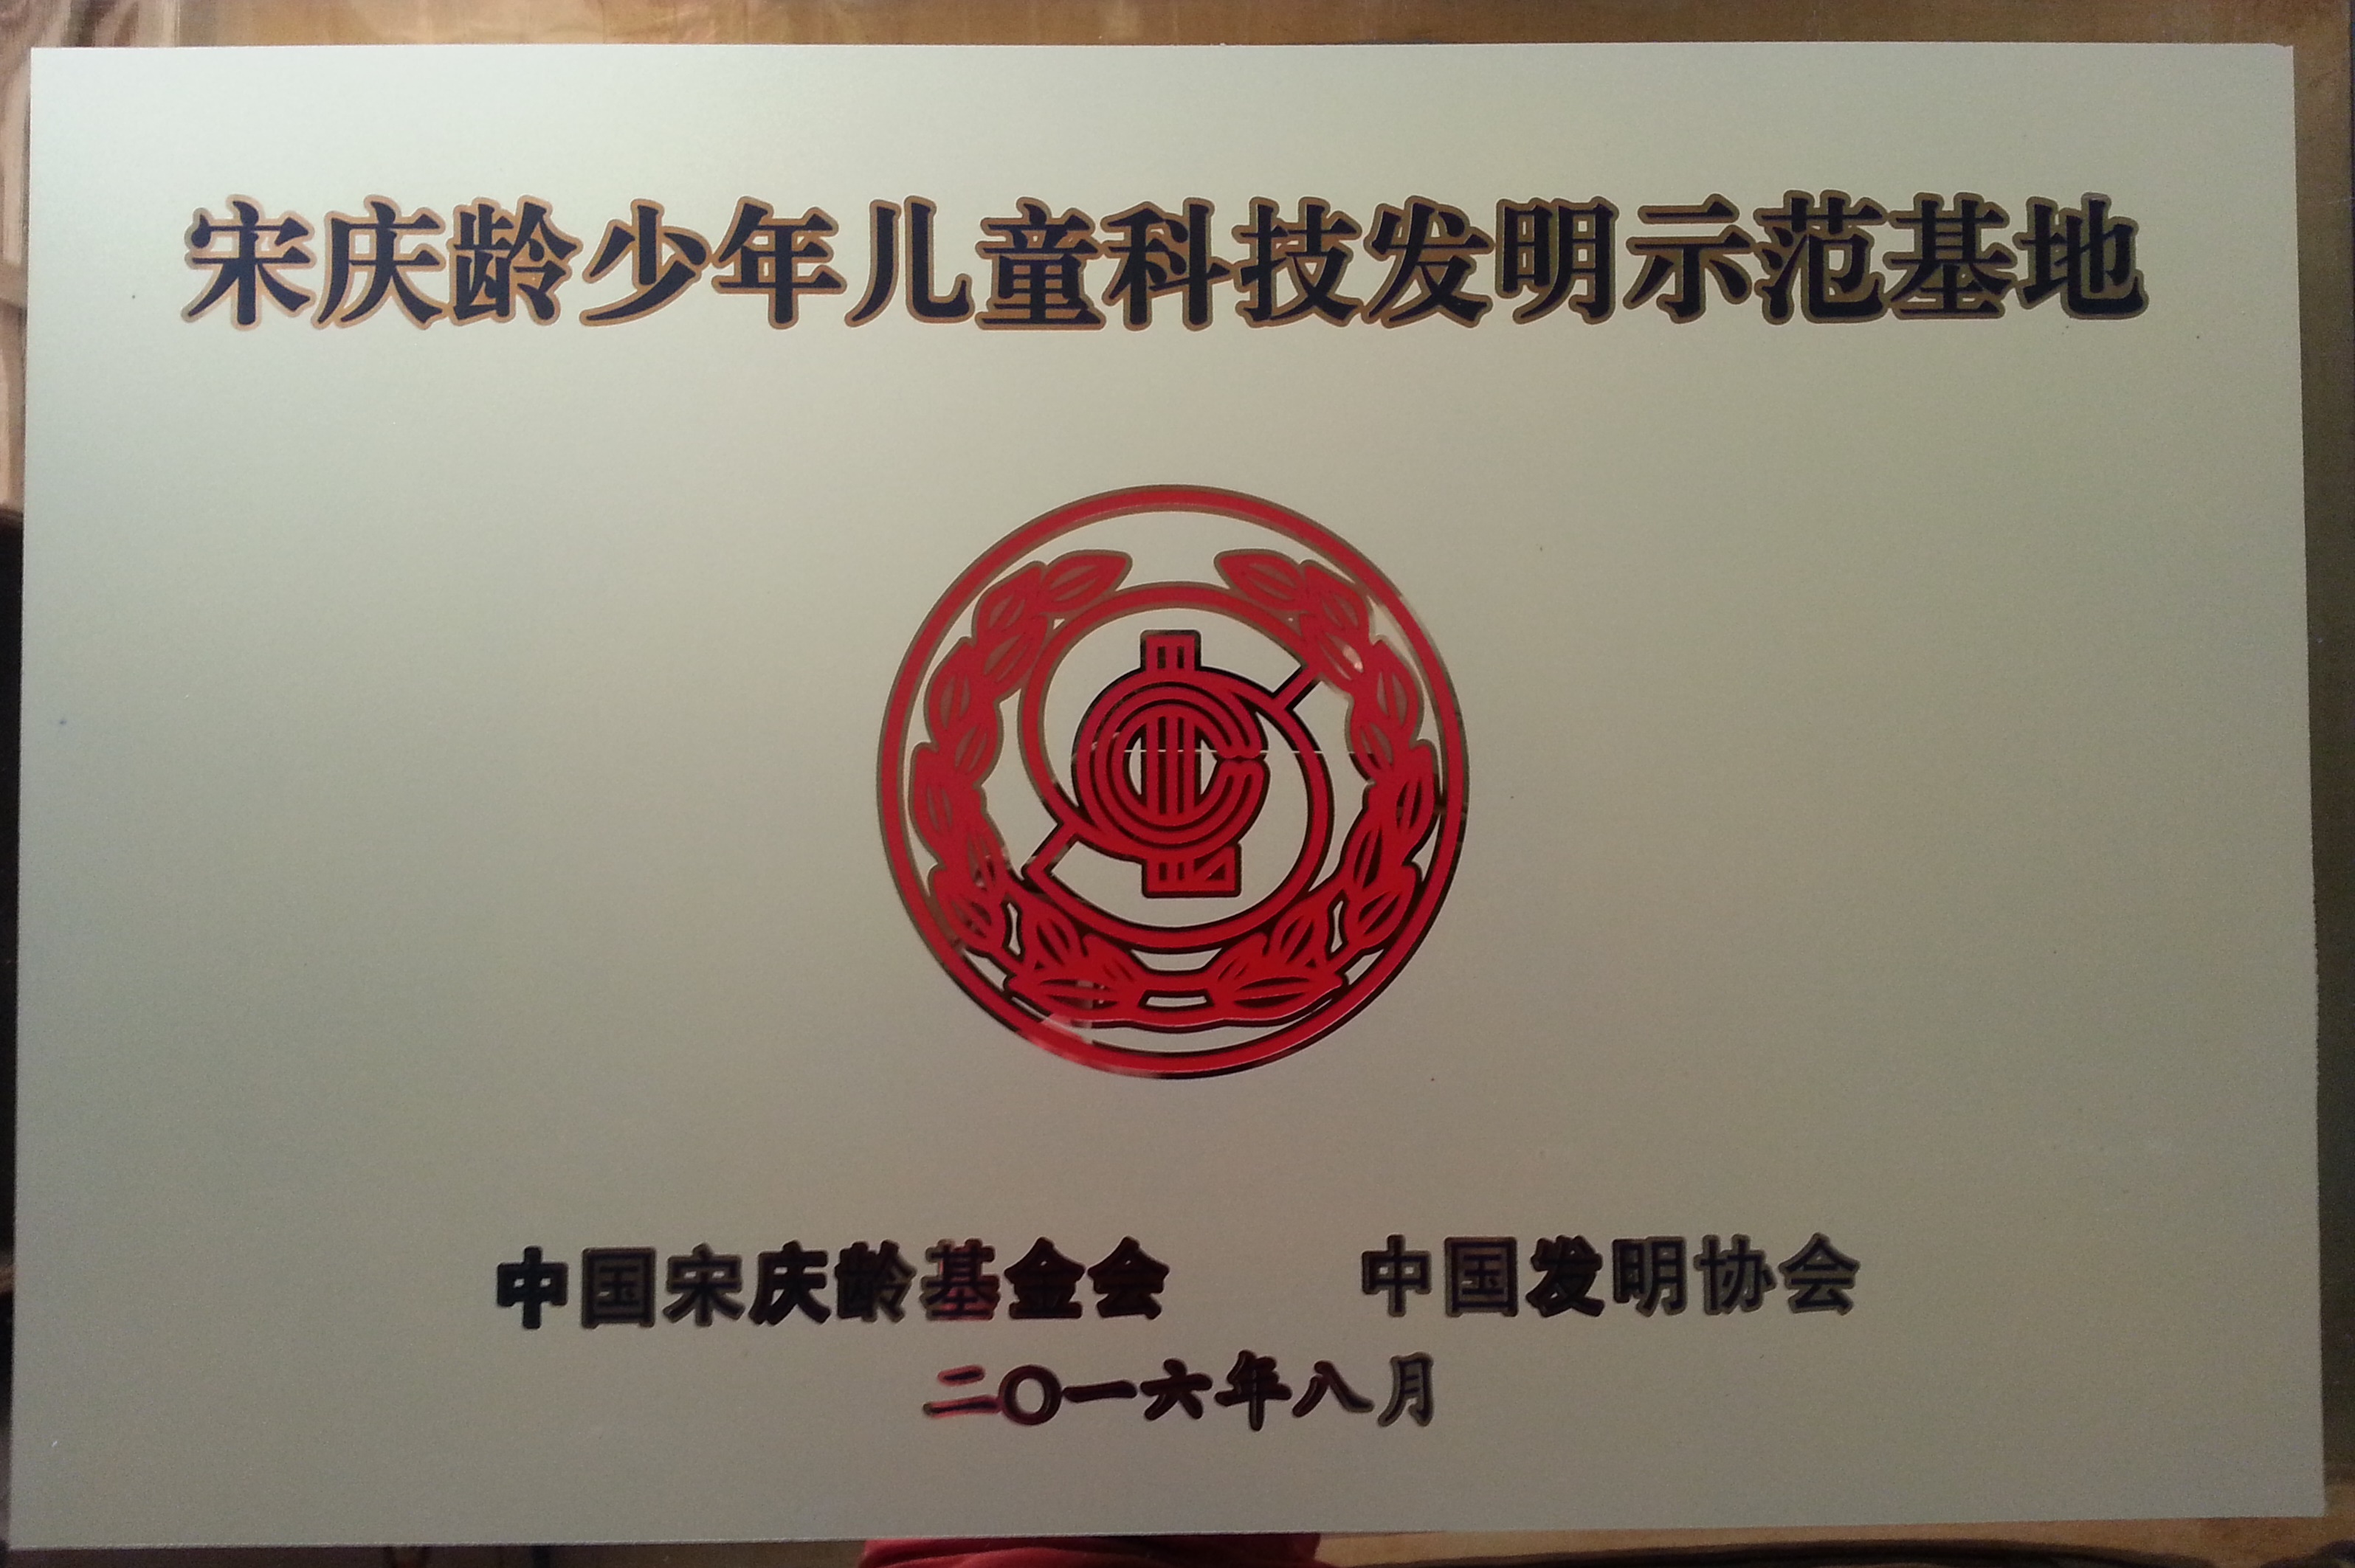 宋庆龄少年儿童科技发明示范基地
中国宋庆龄基金会 中国发明协会
二〇一六年八月